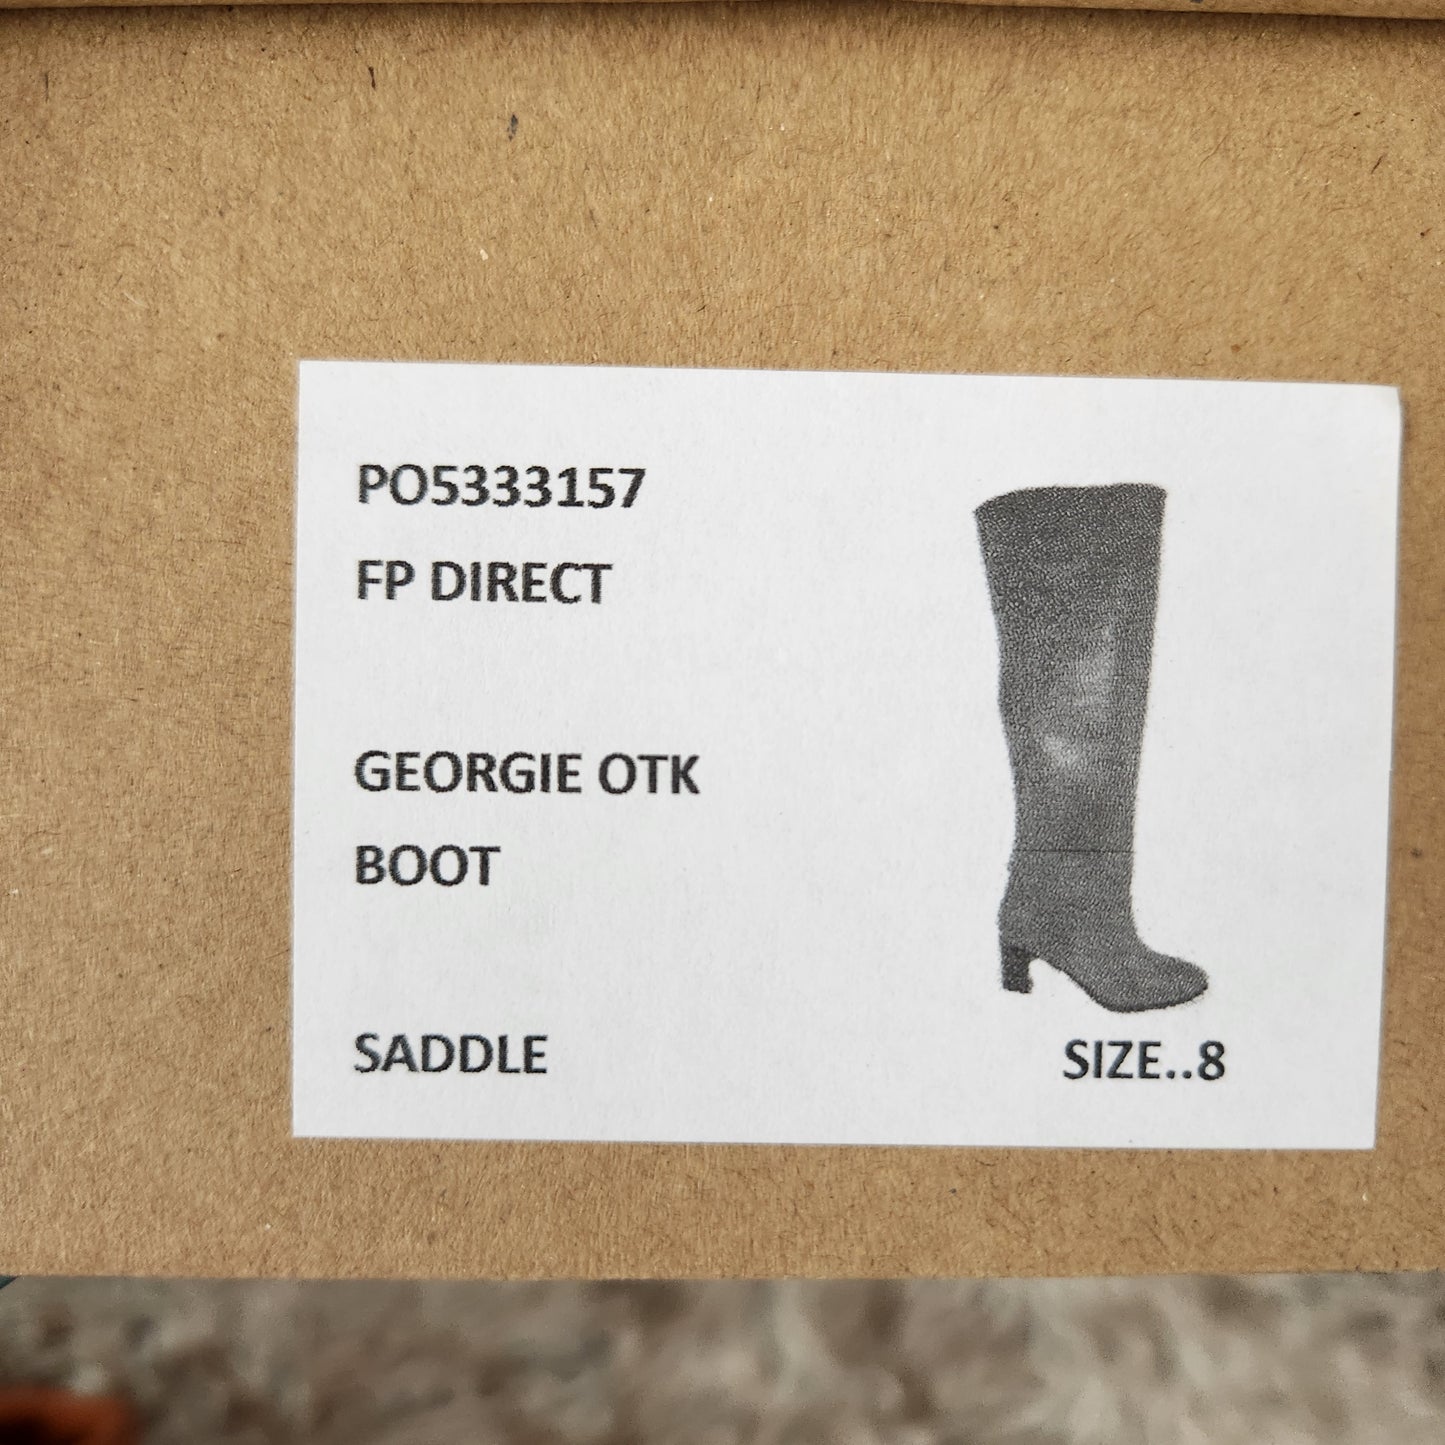 PO5333157
FP DIRECT
GEORGIE OTK
BOOT
SADDLE
SIZE..8